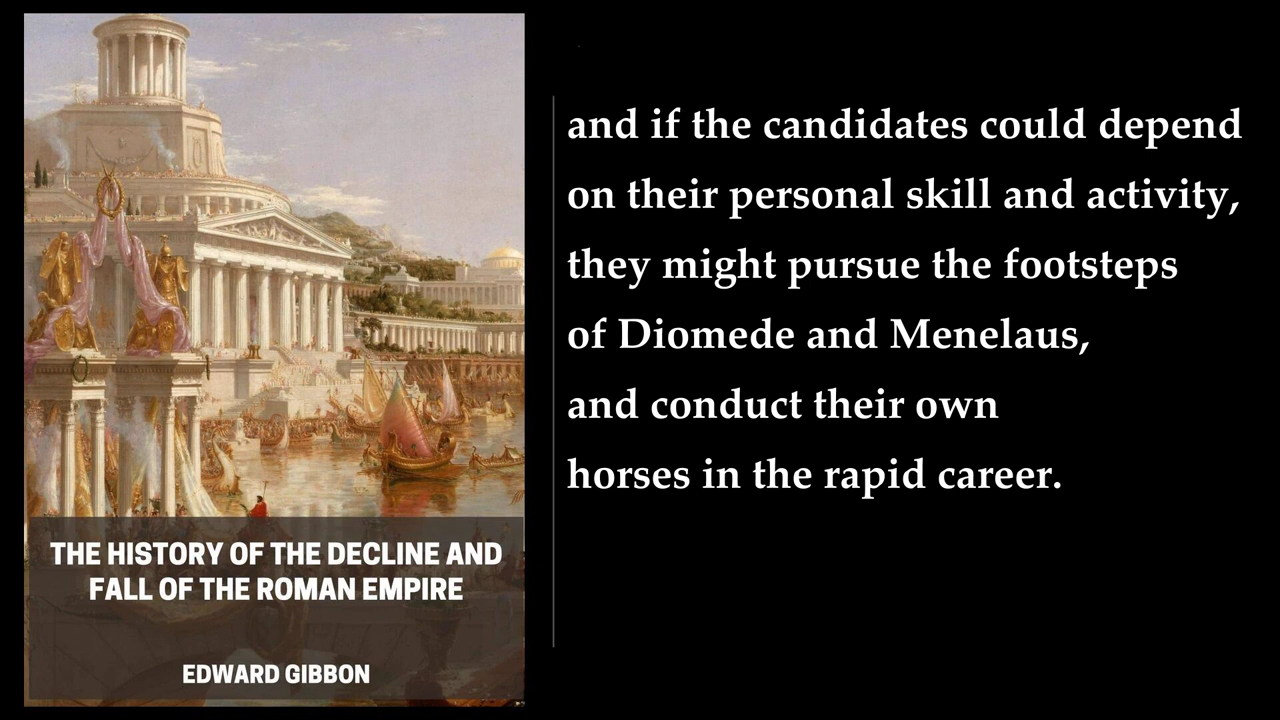 THE HISTORY OF THE DECLINE AND
FALL OF THE ROMAN EMPIRE
EDWARD GIBBON
and if the candidates could depend
on their personal skill and activity,
they might pursue the footsteps
of Diomede and Menelaus,
and conduct their own
horses in the rapid career.